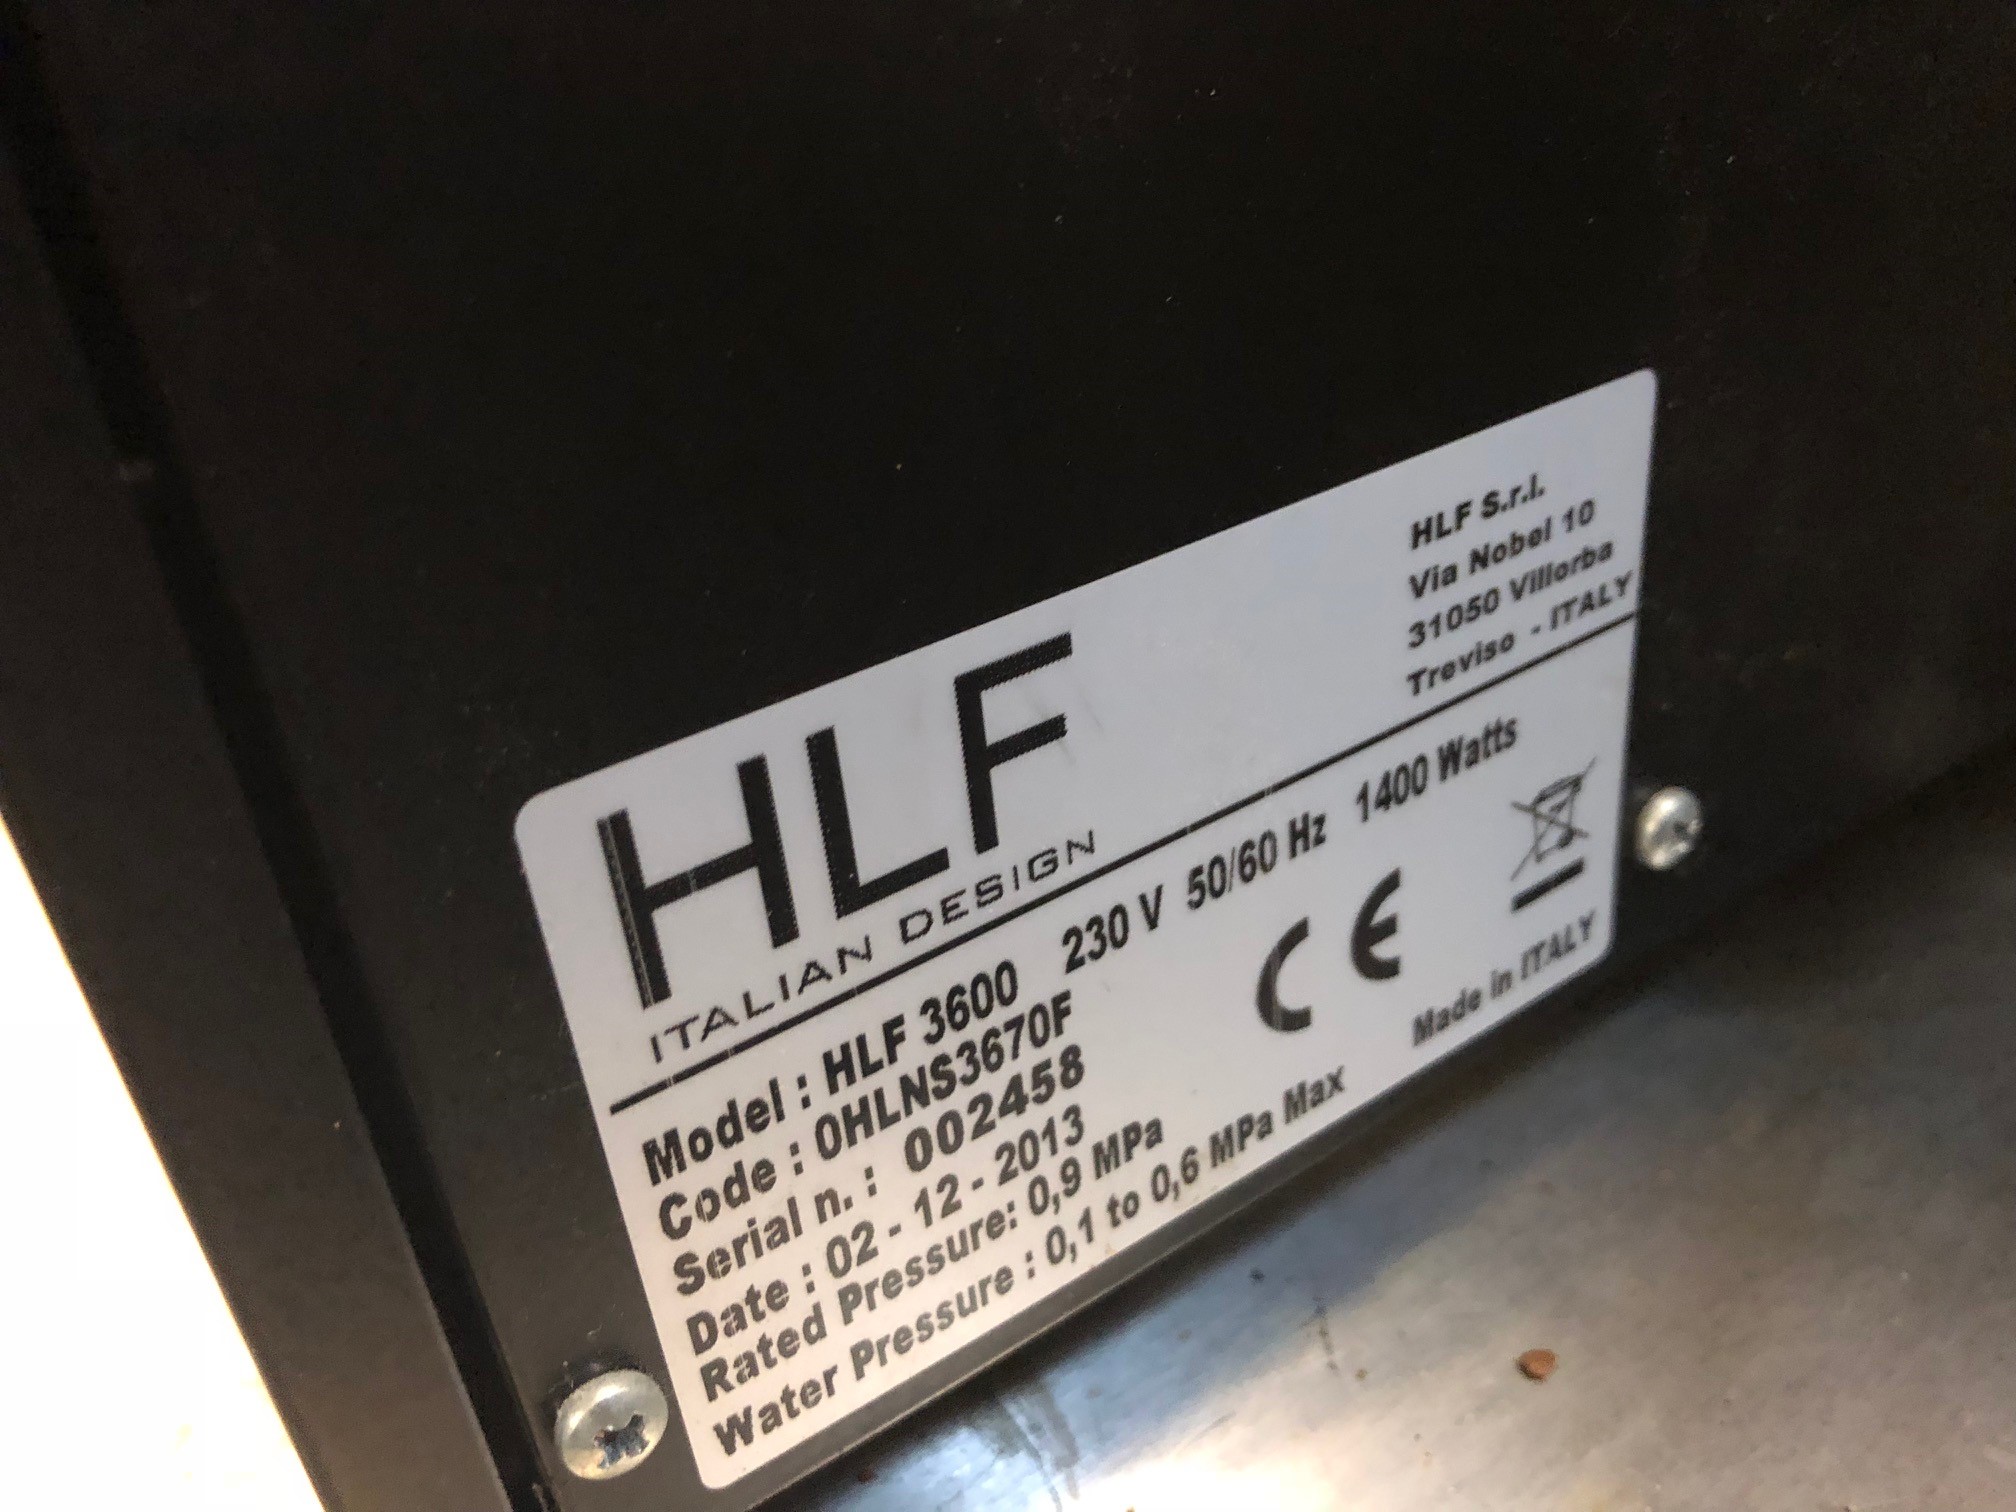 HLF
ITALIAN DESIGN
HLF S.r.l.
Via Nobel 10
31050 Villorba
Treviso - ITALY
Model : HLF 3600 230 V 50/60 Hz 1400 Watts
Code : 0HLNS3670F
Serial n. : 002458
Date : 02 - 12 - 2013
Rated Pressure: 0,9 MPa
Water Pressure : 0,1 to 0,6 MPa Max
CE
Made in ITALY